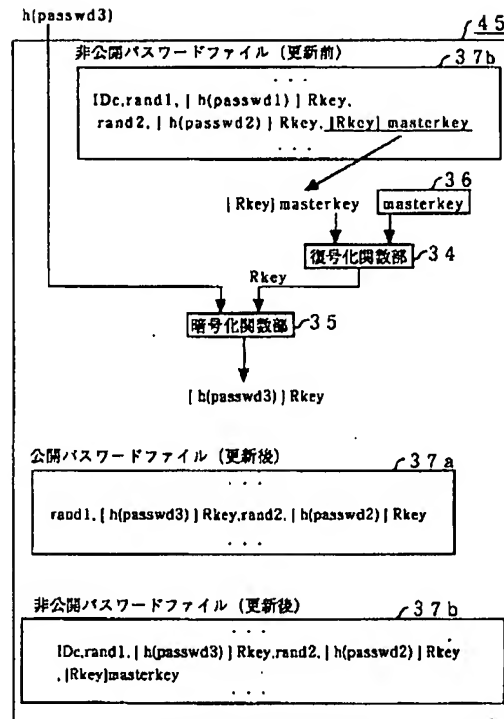 h(passwd3)
45
非公開パスワードファイル (更新前)
37b
. . .
IDc,rand1, [ h(passwd1) ] Rkey,
rand2, [ h(passwd2) ] Rkey, [Rkey] masterkey
. . .
36
[Rkey] masterkey
masterkey
復号化関数部
34
Rkey
暗号化関数部
35
[ h(passwd3) ] Rkey
公開パスワードファイル (更新後)
37a
. . .
rand1, [ h(passwd3) ] Rkey,rand2, [ h(passwd2) ] Rkey
. . .
非公開パスワードファイル (更新後)
37b
. . .
IDc,rand1, [ h(passwd3) ] Rkey,rand2, [ h(passwd2) ] Rkey
, [Rkey]masterkey
. . .